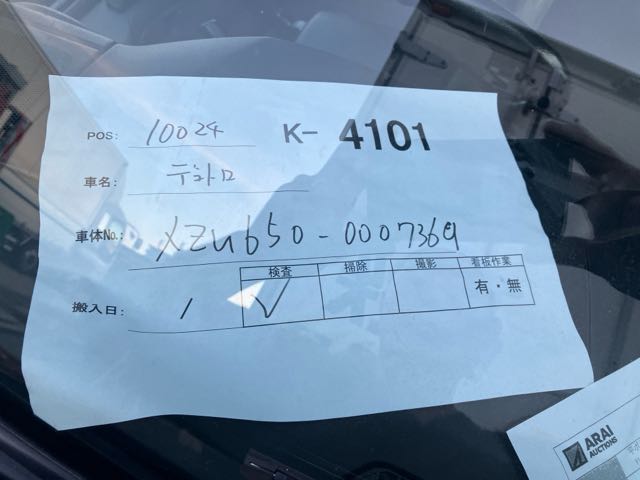 POS: 10024 K-4101
車名: デュトロ
車体No.: XZU650-0007369
検査 掃除 撮影 看板作業
搬入日: / ✓ 有・無
ARAI
AUCTIONS